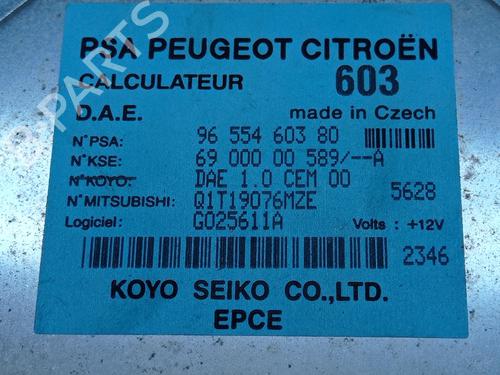 PSA PEUGEOT CITROËN
CALCULATEUR 603
D.A.E. made in Czech
N°PSA: 96 554 603 80
N°KSE: 69 000 00 589/--A
N°KOYO: DAE 1.0 CEM 00
5628
N°MITSUBISHI: Q1T19076MZE
Logiciel: G025611A Volts : +12V
2346
KOYO SEIKO CO.,LTD.
EPCE